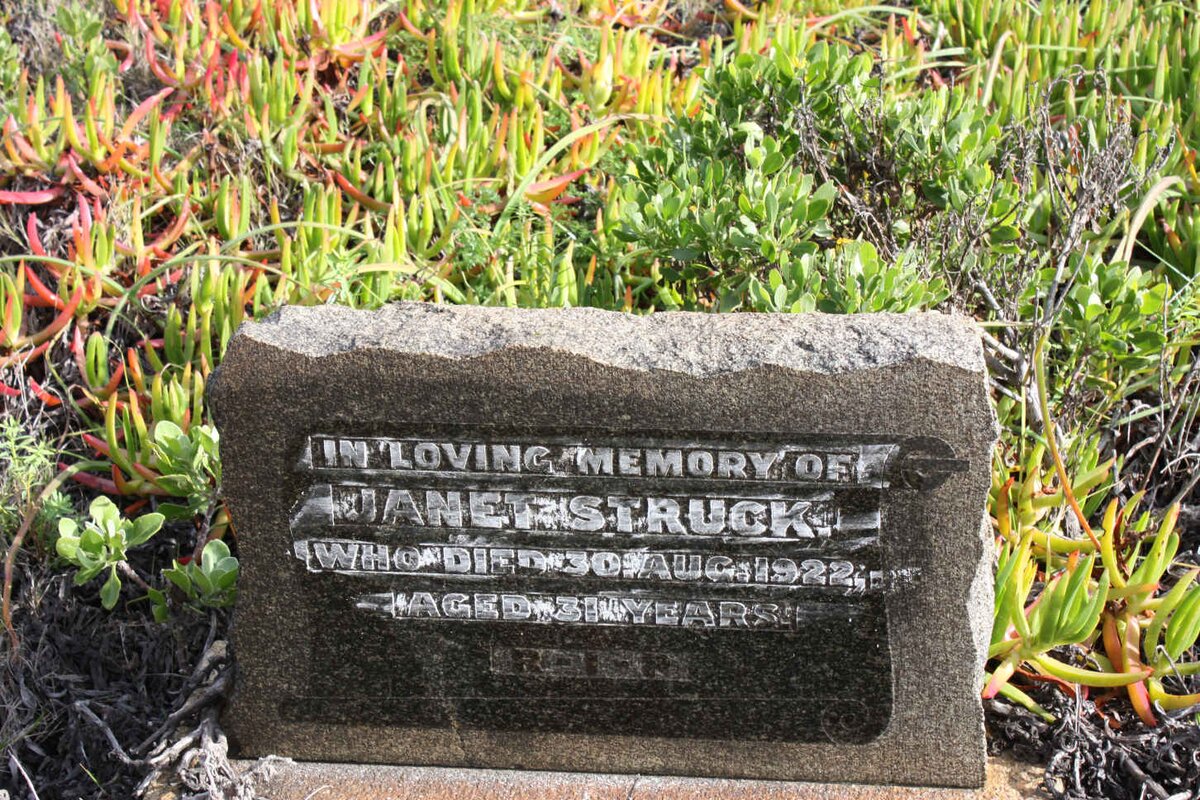 IN LOVING MEMORY OF
JANET STRUCK
WHO DIED 30 AUG. 1922,
AGED 31 YEARS.